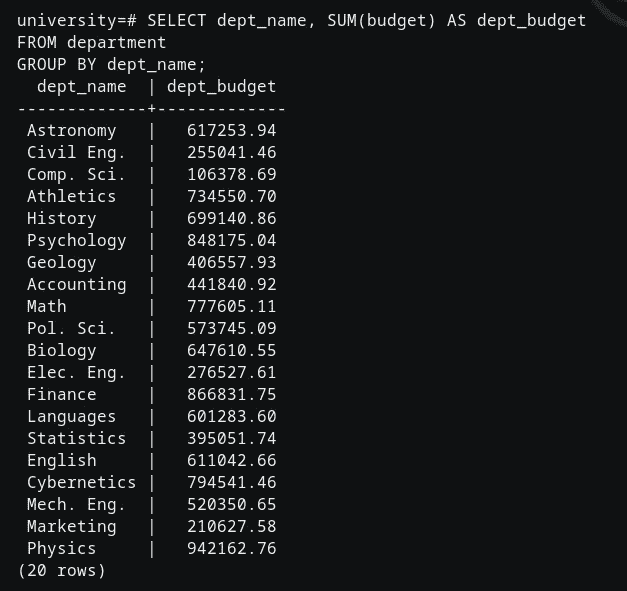 university=# SELECT dept_name, SUM(budget) AS dept_budget
FROM department
GROUP BY dept_name;
  dept_name  | dept_budget
-------------+-------------
 Astronomy   |   617253.94
 Civil Eng.  |   255041.46
 Comp. Sci.  |   106378.69
 Athletics   |   734550.70
 History     |   699140.86
 Psychology  |   848175.04
 Geology     |   406557.93
 Accounting  |   441840.92
 Math        |   777605.11
 Pol. Sci.   |   573745.09
 Biology     |   647610.55
 Elec. Eng.  |   276527.61
 Finance     |   866831.75
 Languages   |   601283.60
 Statistics  |   395051.74
 English     |   611042.66
 Cybernetics |   794541.46
 Mech. Eng.  |   520350.65
 Marketing   |   210627.58
 Physics     |   942162.76
(20 rows)